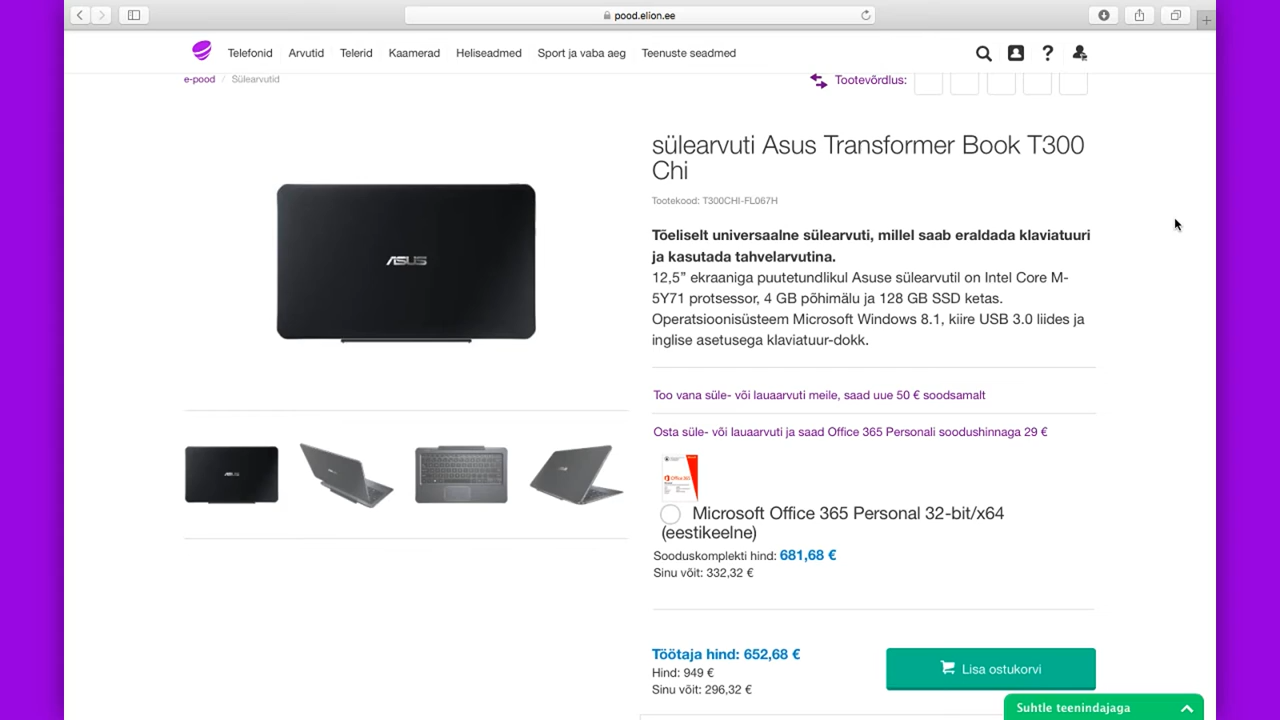 pood.elion.ee
Telefonid Arvutid Telerid Kaamerad Heliseadmed Sport ja vaba aeg Teenuste seadmed
e-pood / Sülearvutid
Tootevõrdlus:
sülearvuti Asus Transformer Book T300
Chi
Tootekood: T300CHI-FL067H
Tõeliselt universaalne sülearvuti, millel saab eraldada klaviatuuri
ja kasutada tahvelarvutina.
12,5" ekraaniga puutetundlikul Asuse sülearvutil on Intel Core M-
5Y71 protsessor, 4 GB põhimälu ja 128 GB SSD ketas.
Operatsioonisüsteem Microsoft Windows 8.1, kiire USB 3.0 liides ja
inglise asetusega klaviatuur-dokk.
ASUS
Too vana süle- või lauaarvuti meile, saad uue 50 € soodsamalt
Osta süle- või lauaarvuti ja saad Office 365 Personali soodushinnaga 29 €
Office 365
Microsoft Office 365 Personal 32-bit/x64
(eestikeelne)
Sooduskomplekti hind: 681,68 €
Sinu võit: 332,32 €
Töötaja hind: 652,68 €
Hind: 949 €
Sinu võit: 296,32 €
Lisa ostukorvi
Suhtle teenindajaga